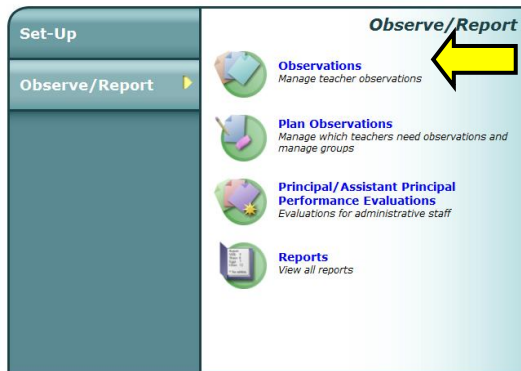 Set-Up
Observe/Report
Observe/Report
Observations
Manage teacher observations
Plan Observations
Manage which teachers need observations and
manage groups
Principal/Assistant Principal
Performance Evaluations
Evaluations for administrative staff
Reports
View all reports